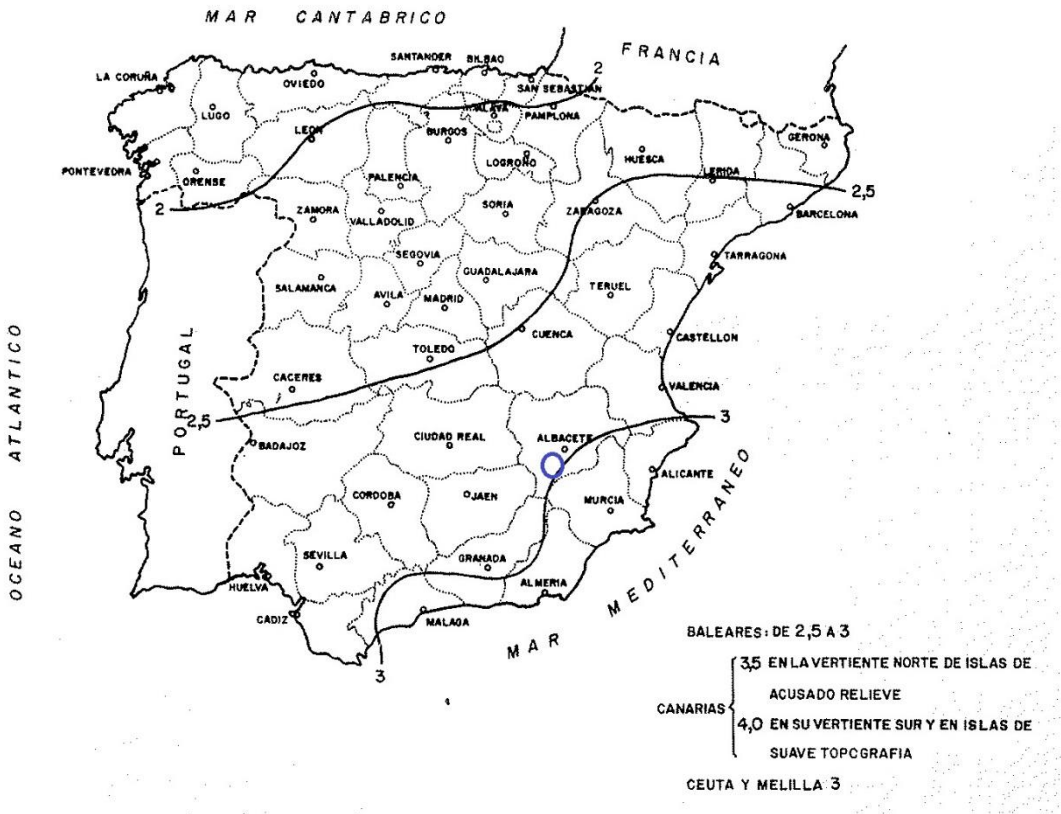 MAR CANTABRICO
FRANCIA
SANTANDER
BILBAO
2
LA CORUÑA
OVIEDO
SAN SEBASTIAN
LUGO
ALAVA
PAMPLONA
LEON
BURGOS
GERONA
PONTEVEDRA
ORENSE
LOGROÑO
HUESCA
PALENCIA
LERIDA
2
2,5
ZAMORA
VALLADOLID
SORIA
ZARAGOZA
BARCELONA
SEGOVIA
TARRAGONA
SALAMANCA
AVILA
MADRID
GUADALAJARA
TERUEL
CUENCA
CASTELLON
TOLEDO
CACERES
VALENCIA
PORTUGAL
OCEANO ATLANTICO
2,5
3
BADAJOZ
CIUDAD REAL
ALBACETE
ALICANTE
CORDOBA
JAEN
MURCIA
SEVILLA
GRANADA
HUELVA
ALMERIA
CADIZ
MALAGA
MAR MEDITERRANEO
3
BALEARES: DE 2,5 A 3
CANARIAS
3,5 EN LA VERTIENTE NORTE DE ISLAS DE
ACUSADO RELIEVE
4,0 EN SU VERTIENTE SUR Y EN ISLAS DE
SUAVE TOPOGRAFIA
CEUTA Y MELILLA 3